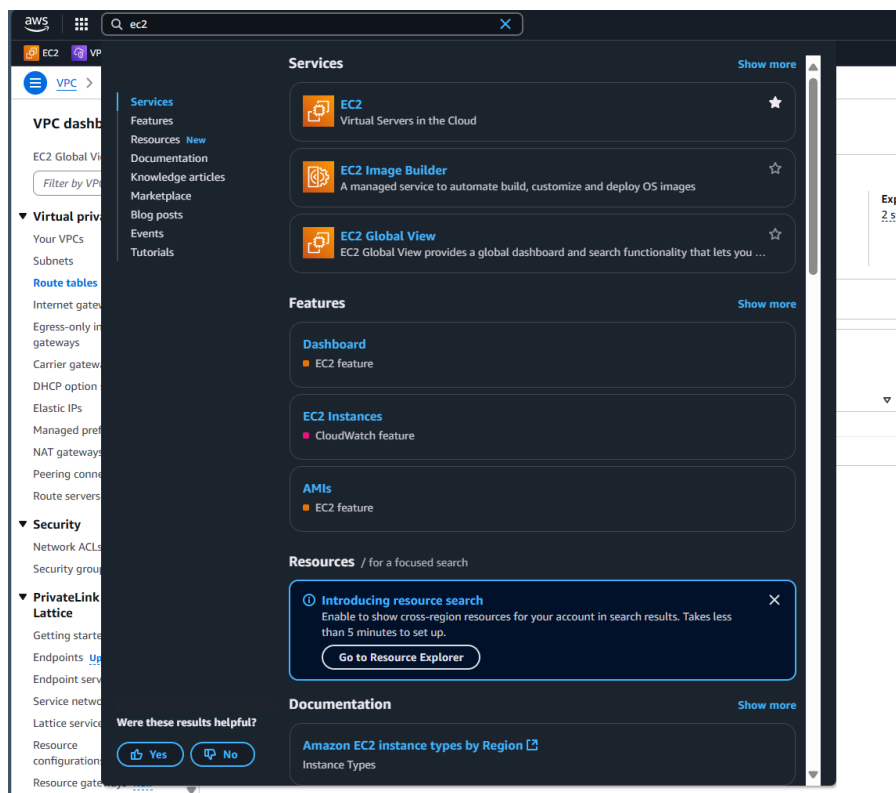 aws
ec2
EC2
VP
VPC >
VPC dashb
EC2 Global Vi
Filter by VP
Virtual priva
Your VPCs
Subnets
Route tables
Internet gatew
Egress-only in
gateways
Carrier gatew
DHCP option
Elastic IPs
Managed pref
NAT gateways
Peering conne
Route servers
Security
Network ACLs
Security group
PrivateLink
Lattice
Getting starte
Endpoints Up
Endpoint serv
Service netwo
Lattice service
Resource
configurations
Resource gateways New
Services
Features
Resources New
Documentation
Knowledge articles
Marketplace
Blog posts
Events
Tutorials
Were these results helpful?
Yes
No
Services Show more
EC2
Virtual Servers in the Cloud
EC2 Image Builder
A managed service to automate build, customize and deploy OS images
EC2 Global View
EC2 Global View provides a global dashboard and search functionality that lets you ...
Features Show more
Dashboard
EC2 feature
EC2 Instances
CloudWatch feature
AMIs
EC2 feature
Resources / for a focused search
Introducing resource search
Enable to show cross-region resources for your account in search results. Takes less
than 5 minutes to set up.
Go to Resource Explorer
Documentation Show more
Amazon EC2 instance types by Region
Instance Types
Exp
2 s